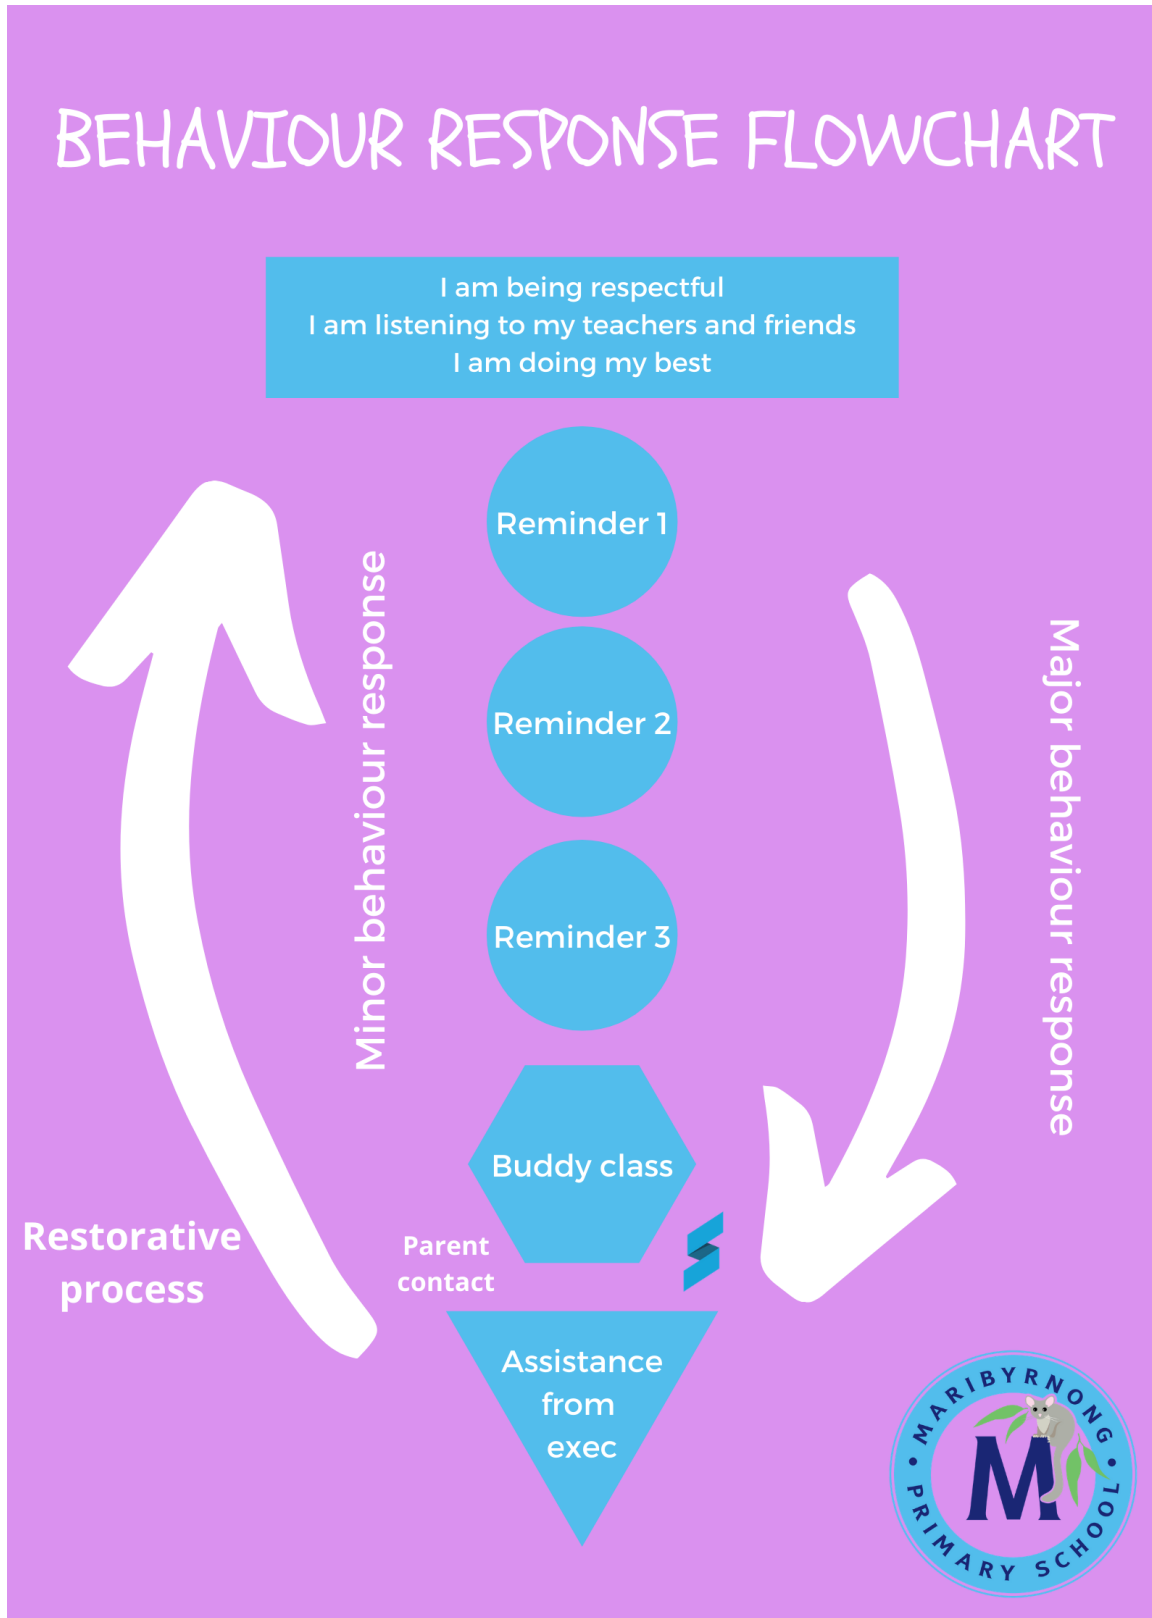 BEHAVIOUR RESPONSE FLOWCHART
I am being respectful
I am listening to my teachers and friends
I am doing my best
Reminder 1
Reminder 2
Reminder 3
Minor behaviour response
Major behaviour response
Buddy class
Restorative
process
Parent
contact
Assistance
from
exec
MARIBYRNONG
M
PRIMARY SCHOOL